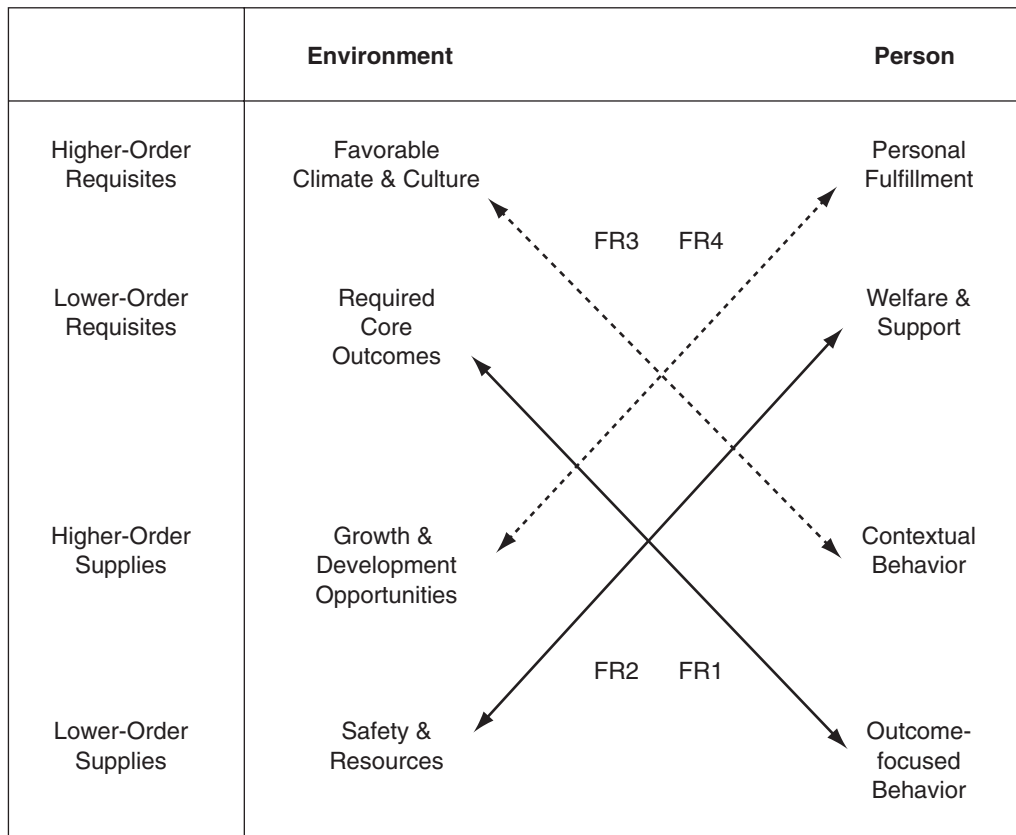 Environment Person
Higher-Order
Requisites
Favorable
Climate & Culture
Personal
Fulfillment
FR3 FR4
Lower-Order
Requisites
Required
Core
Outcomes
Welfare &
Support
Higher-Order
Supplies
Growth &
Development
Opportunities
Contextual
Behavior
FR2 FR1
Lower-Order
Supplies
Safety &
Resources
Outcome-
focused
Behavior